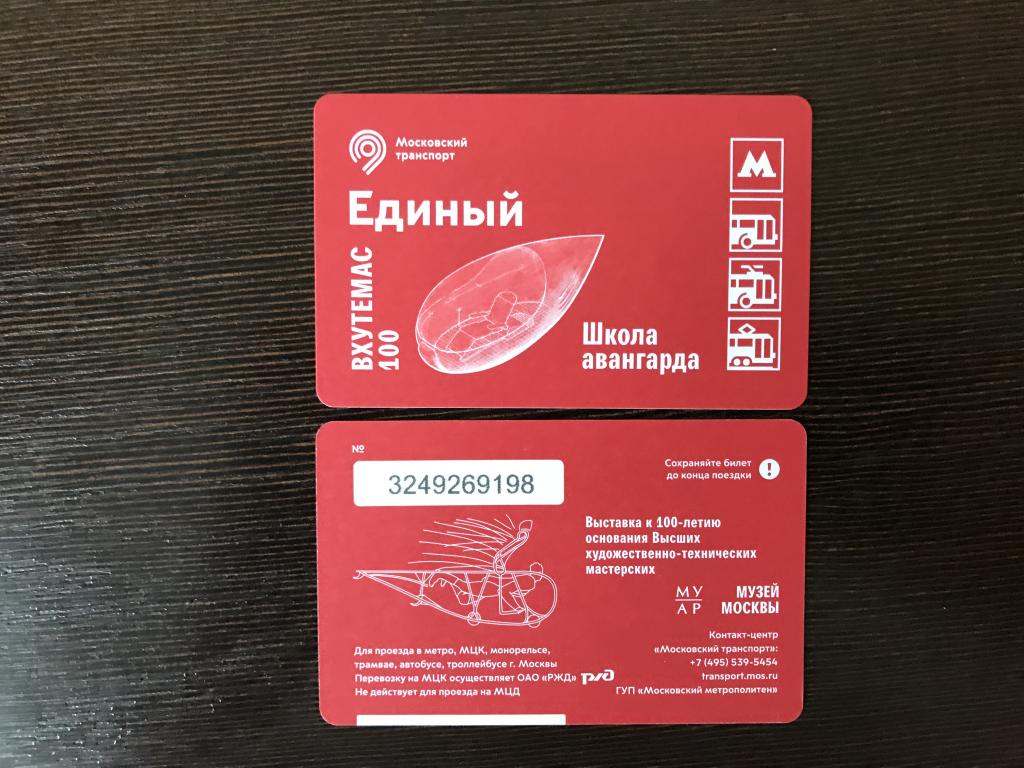 Московский
транспорт
Единый
ВХУТЕМАС
100
Школа
авангарда
М
№
3249269198
Сохраняйте билет
до конца поездки
!
Выставка к 100-летию
основания Высших
художественно-технических
мастерских
МУ
АР
МУЗЕЙ
МОСКВЫ
Для проезда в метро, МЦК, монорельсе,
трамвае, автобусе, троллейбусе г. Москвы
Перевозку на МЦК осуществляет ОАО «РЖД»
Не действует для проезда на МЦД
ржд
Контакт-центр
«Московский транспорт»:
+7 (495) 539-5454
transport.mos.ru
ГУП «Московский метрополитен»